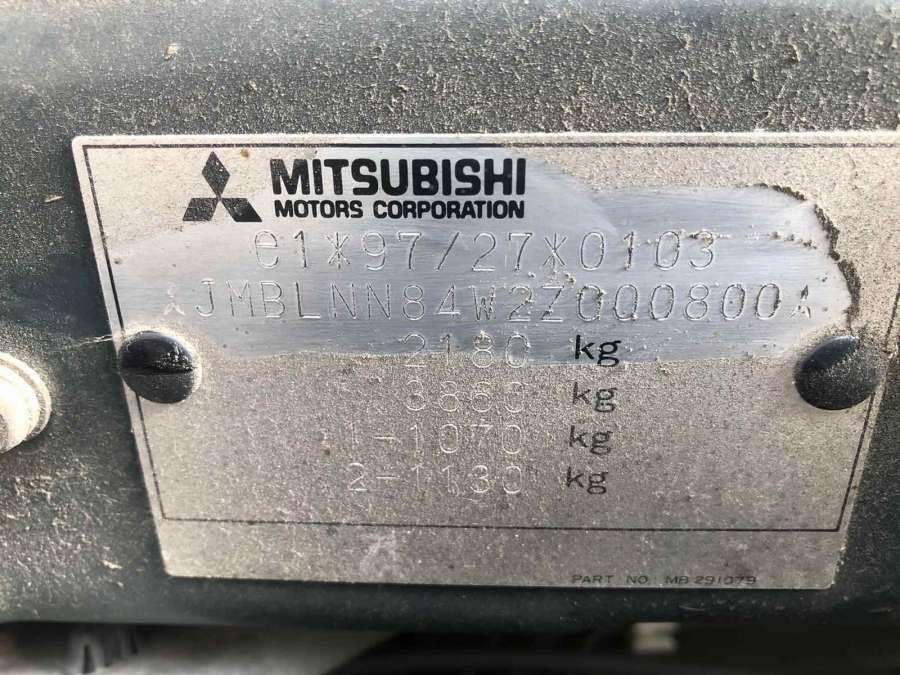 MITSUBISHI
MOTORS CORPORATION
e1*97/27*0103
JMBLNN84W2Z000800
2180 kg
3860 kg
1-1070 kg
2-1130 kg
PART NO. MB 291079